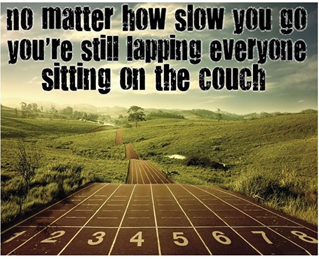 no matter how slow you go
you're still lapping everyone
sitting on the couch
1 2 3 4 5 6 7 8